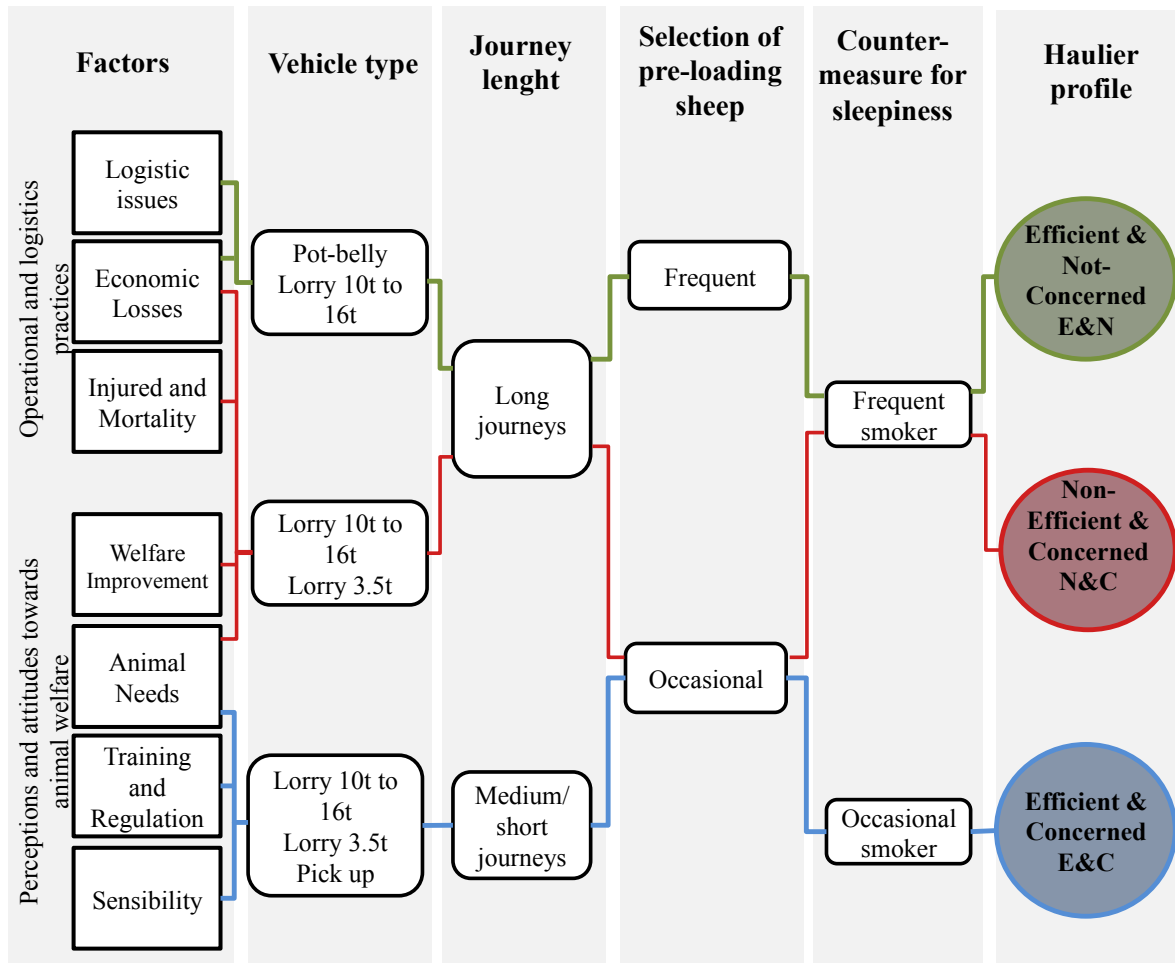 Factors
Vehicle type
Journey
lenght
Selection of
pre-loading
sheep
Counter-
measure for
sleepiness
Haulier
profile
Operational and logistics
practices
Logistic
issues
Economic
Losses
Injured and
Mortality
Perceptions and attitudes towards
animal welfare
Welfare
Improvement
Animal
Needs
Training
and
Regulation
Sensibility
Pot-belly
Lorry 10t to
16t
Lorry 10t to
16t
Lorry 3.5t
Lorry 10t to
16t
Lorry 3.5t
Pick up
Long
journeys
Medium/
short
journeys
Frequent
Occasional
Frequent
smoker
Occasional
smoker
Efficient &
Not-
Concerned
E&N
Non-
Efficient &
Concerned
N&C
Efficient &
Concerned
E&C